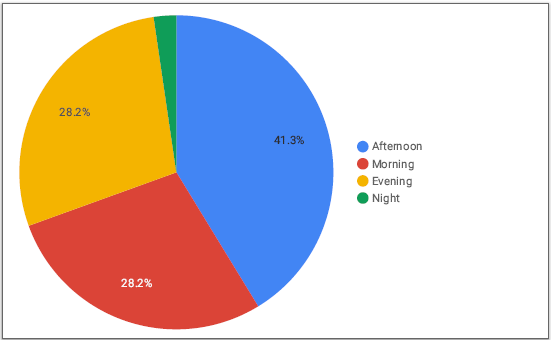 28.2%
41.3%
28.2%
Afternoon
Morning
Evening
Night